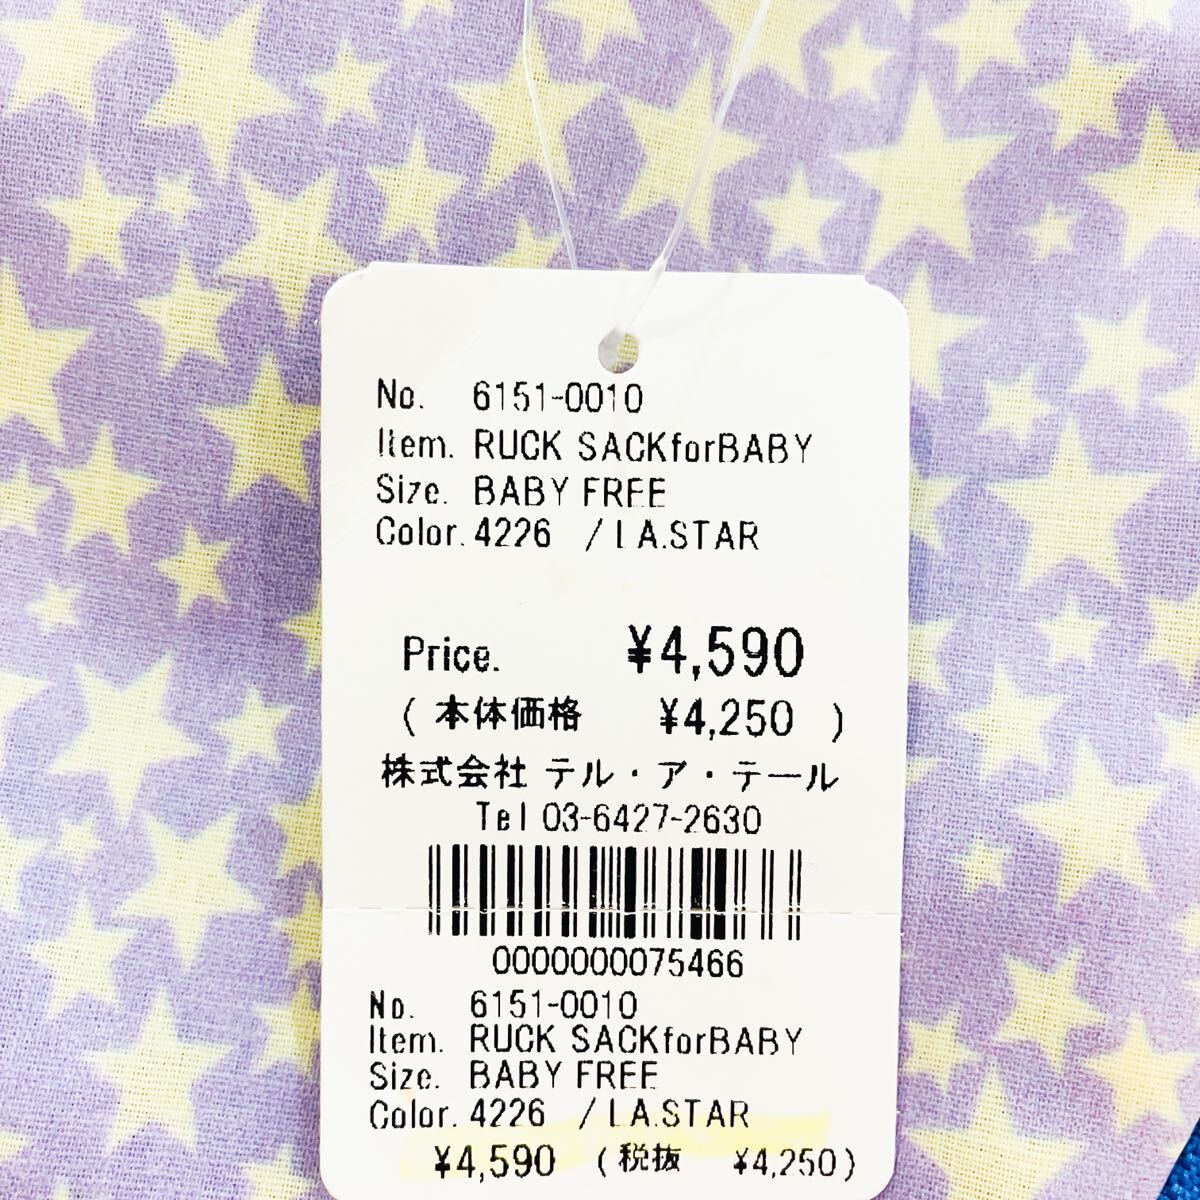 No. 6151-0010
Item. RUCK SACKforBABY
Size. BABY FREE
Color. 4226 / LA.STAR
Price. ¥4,590
( 本体価格 ¥4,250 )
株式会社 テル・ア・テール
Tel 03-6427-2630
0000000075466
No. 6151-0010
Item. RUCK SACKforBABY
Size. BABY FREE
Color. 4226 / LA.STAR
¥4,590 ( 税抜 ¥4,250)